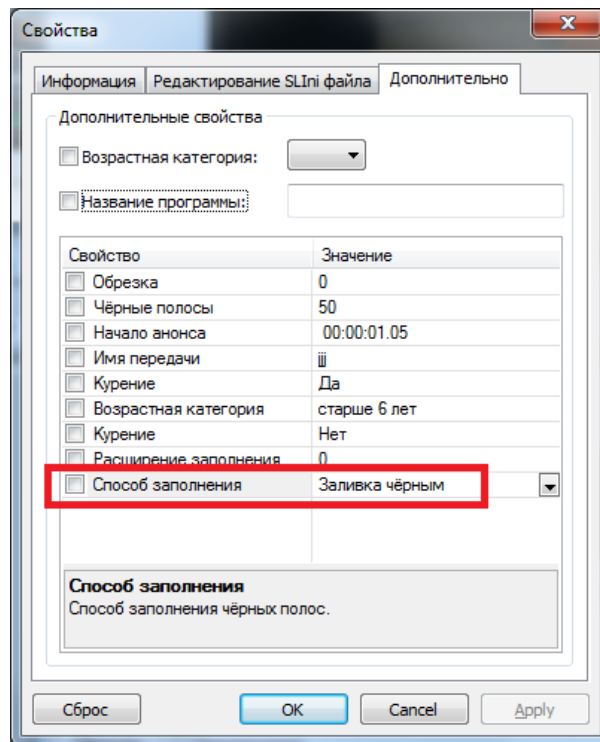 Свойства
Информация Редактирование SLIni файла Дополнительно
Дополнительные свойства
Возрастная категория:
Название программы:
Свойство Значение
Обрезка 0
Чёрные полосы 50
Начало анонса 00:00:01.05
Имя передачи jjj
Курение Да
Возрастная категория старше 6 лет
Курение Нет
Расширение заполнения 0
Способ заполнения Заливка чёрным
Способ заполнения
Способ заполнения чёрных полос.
Сброс OK Cancel Apply